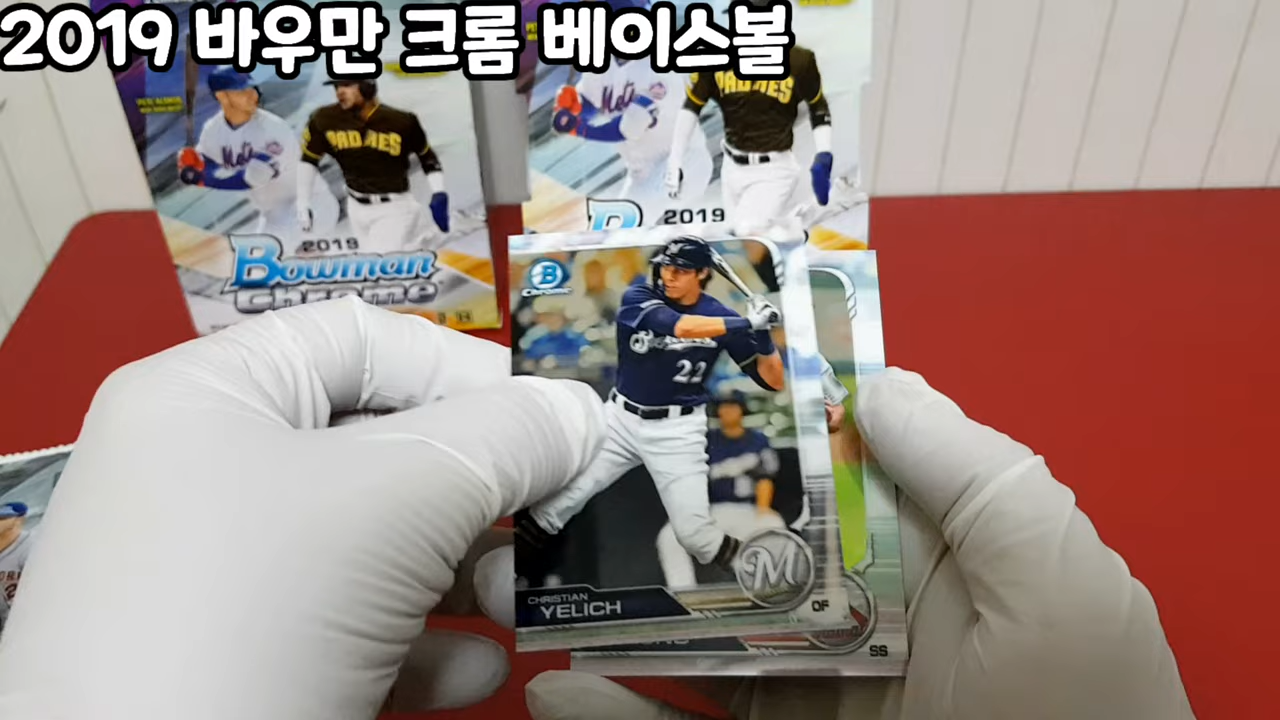 2019 바우만 크롬 베이스볼
Mets
PADRES
PADRES
2019
Bowman
Chrome
2019
B
B
Chrome
22
M
CHRISTIAN
YELICH
OF
SS